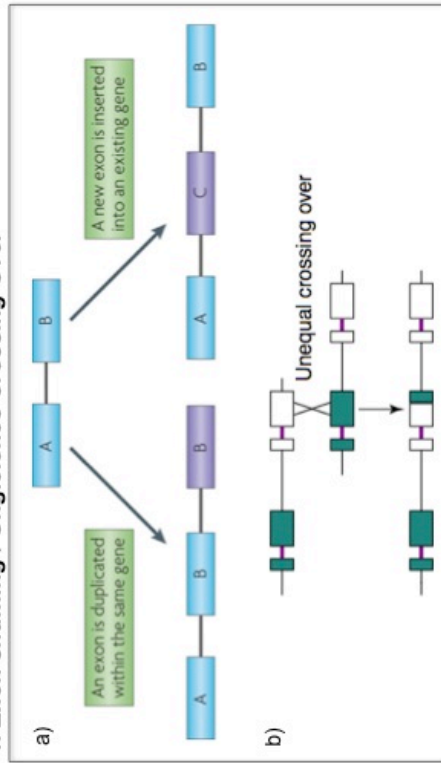 a)
A
B
An exon is duplicated
within the same gene
A new exon is inserted
into an existing gene
A
B
B
A
C
B
b)
Unequal crossing over